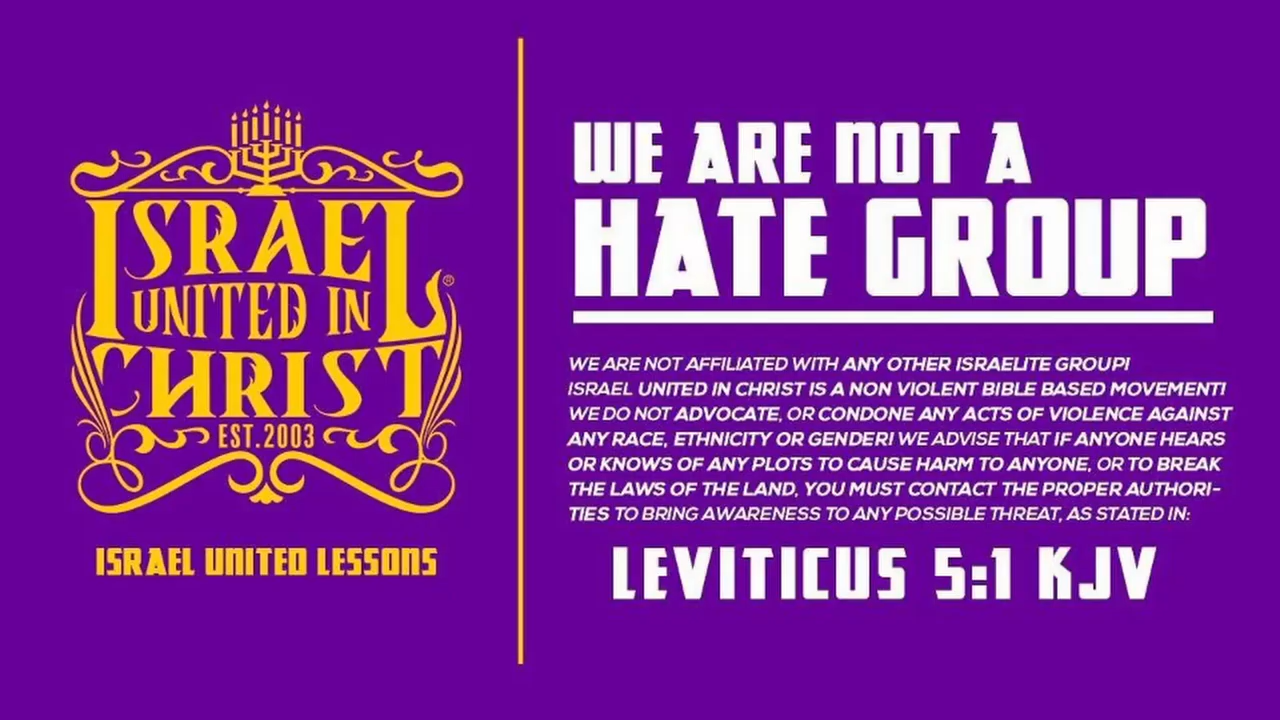 ISRAEL
UNITED IN
CHRIST
EST.2003
ISRAEL UNITED LESSONS
WE ARE NOT A
HATE GROUP
WE ARE NOT AFFILIATED WITH ANY OTHER ISRAELITE GROUP!
ISRAEL UNITED IN CHRIST IS A NON VIOLENT BIBLE BASED MOVEMENT!
WE DO NOT ADVOCATE, OR CONDONE ANY ACTS OF VIOLENCE AGAINST
ANY RACE, ETHNICITY OR GENDER! WE ADVISE THAT IF ANYONE HEARS
OR KNOWS OF ANY PLOTS TO CAUSE HARM TO ANYONE, OR TO BREAK
THE LAWS OF THE LAND, YOU MUST CONTACT THE PROPER AUTHORI-
TIES TO BRING AWARENESS TO ANY POSSIBLE THREAT, AS STATED IN:
LEVITICUS 5:1 KJV